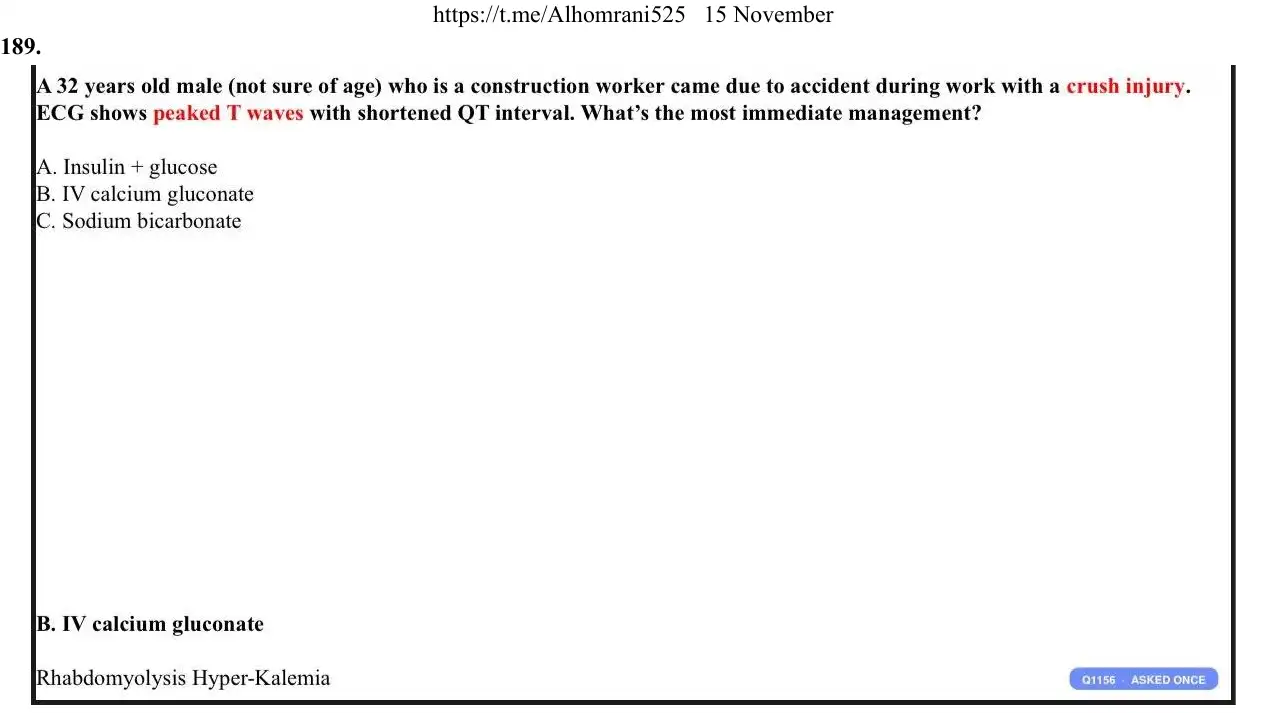 https://t.me/Alhomrani525 15 November
189.
A 32 years old male (not sure of age) who is a construction worker came due to accident during work with a crush injury.
ECG shows peaked T waves with shortened QT interval. What’s the most immediate management?
A. Insulin + glucose
B. IV calcium gluconate
C. Sodium bicarbonate
B. IV calcium gluconate
Rhabdomyolysis Hyper-Kalemia
Q1156 · ASKED ONCE